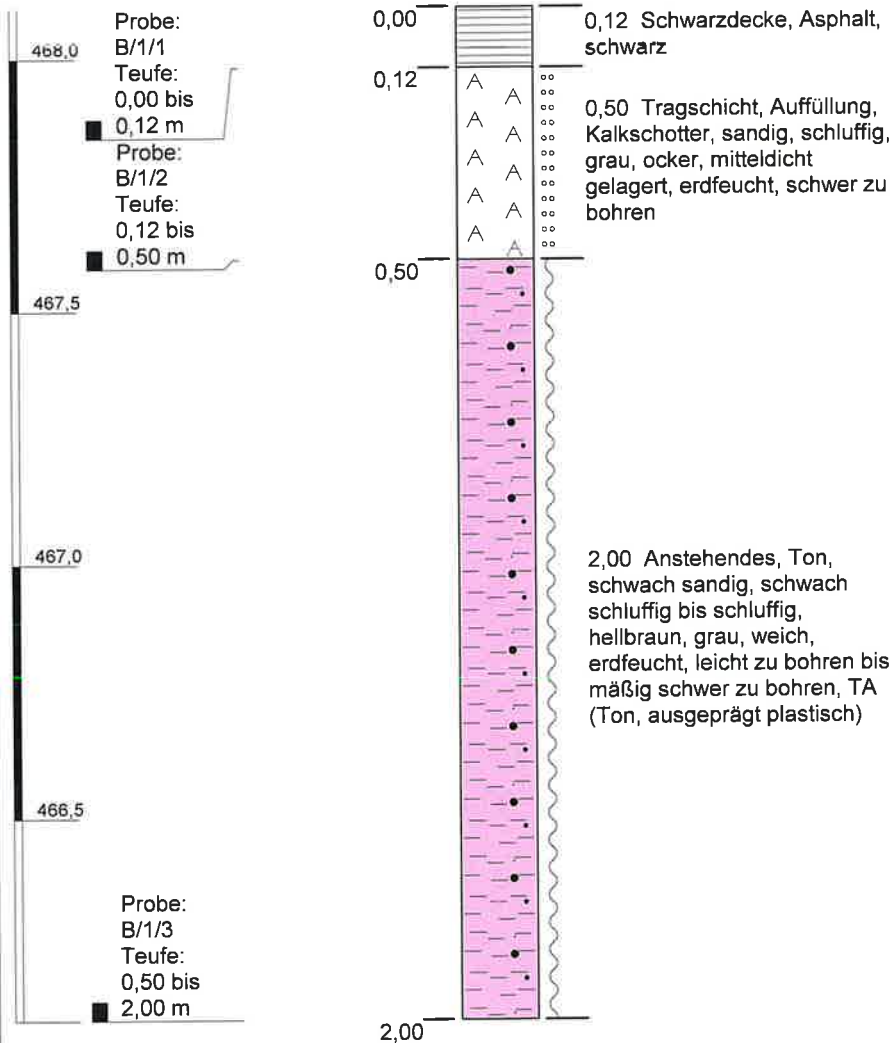 468,0
467,5
467,0
466,5
Probe:
B/1/1
Teufe:
0,00 bis
0,12 m
Probe:
B/1/2
Teufe:
0,12 bis
0,50 m
Probe:
B/1/3
Teufe:
0,50 bis
2,00 m
0,00
0,12
0,50
2,00
0,12 Schwarzdecke, Asphalt,
schwarz
0,50 Tragschicht, Auffüllung,
Kalkschotter, sandig, schluffig,
grau, ocker, mitteldicht
gelagert, erdfeucht, schwer zu
bohren
2,00 Anstehendes, Ton,
schwach sandig, schwach
schluffig bis schluffig,
hellbraun, grau, weich,
erdfeucht, leicht zu bohren bis
mäßig schwer zu bohren, TA
(Ton, ausgeprägt plastisch)